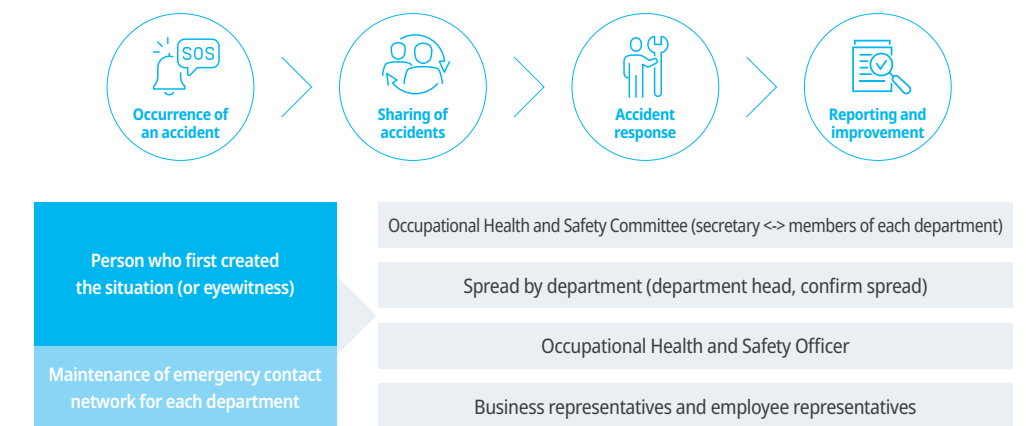 SOS
Occurrence of
an accident
Sharing of
accidents
Accident
response
Reporting and
improvement
Person who first created
the situation (or eyewitness)
Maintenance of emergency contact
network for each department
Occupational Health and Safety Committee (secretary <-> members of each department)
Spread by department (department head, confirm spread)
Occupational Health and Safety Officer
Business representatives and employee representatives